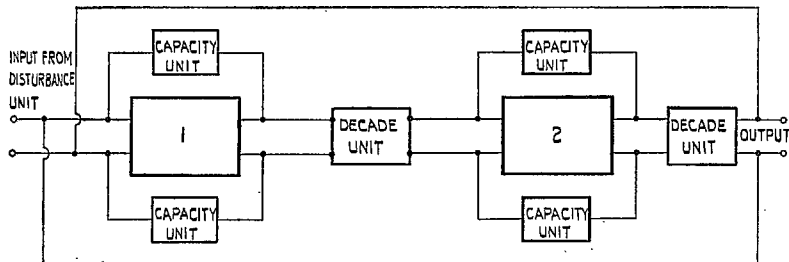 INPUT FROM
DISTURBANCE
UNIT
CAPACITY
UNIT
1
CAPACITY
UNIT
DECADE
UNIT
CAPACITY
UNIT
2
CAPACITY
UNIT
DECADE
UNIT
OUTPUT